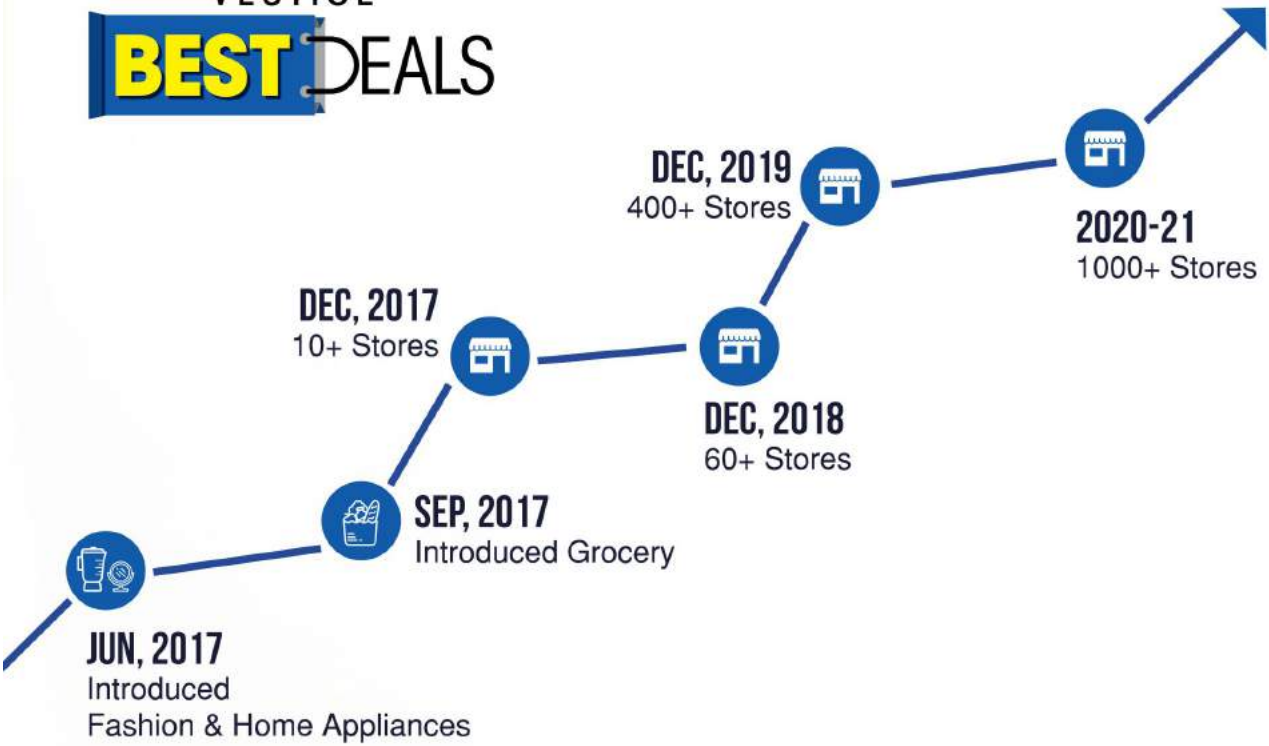 BEST DEALS
DEC, 2019
400+ Stores
2020-21
1000+ Stores
DEC, 2017
10+ Stores
DEC, 2018
60+ Stores
SEP, 2017
Introduced Grocery
JUN, 2017
Introduced
Fashion & Home Appliances